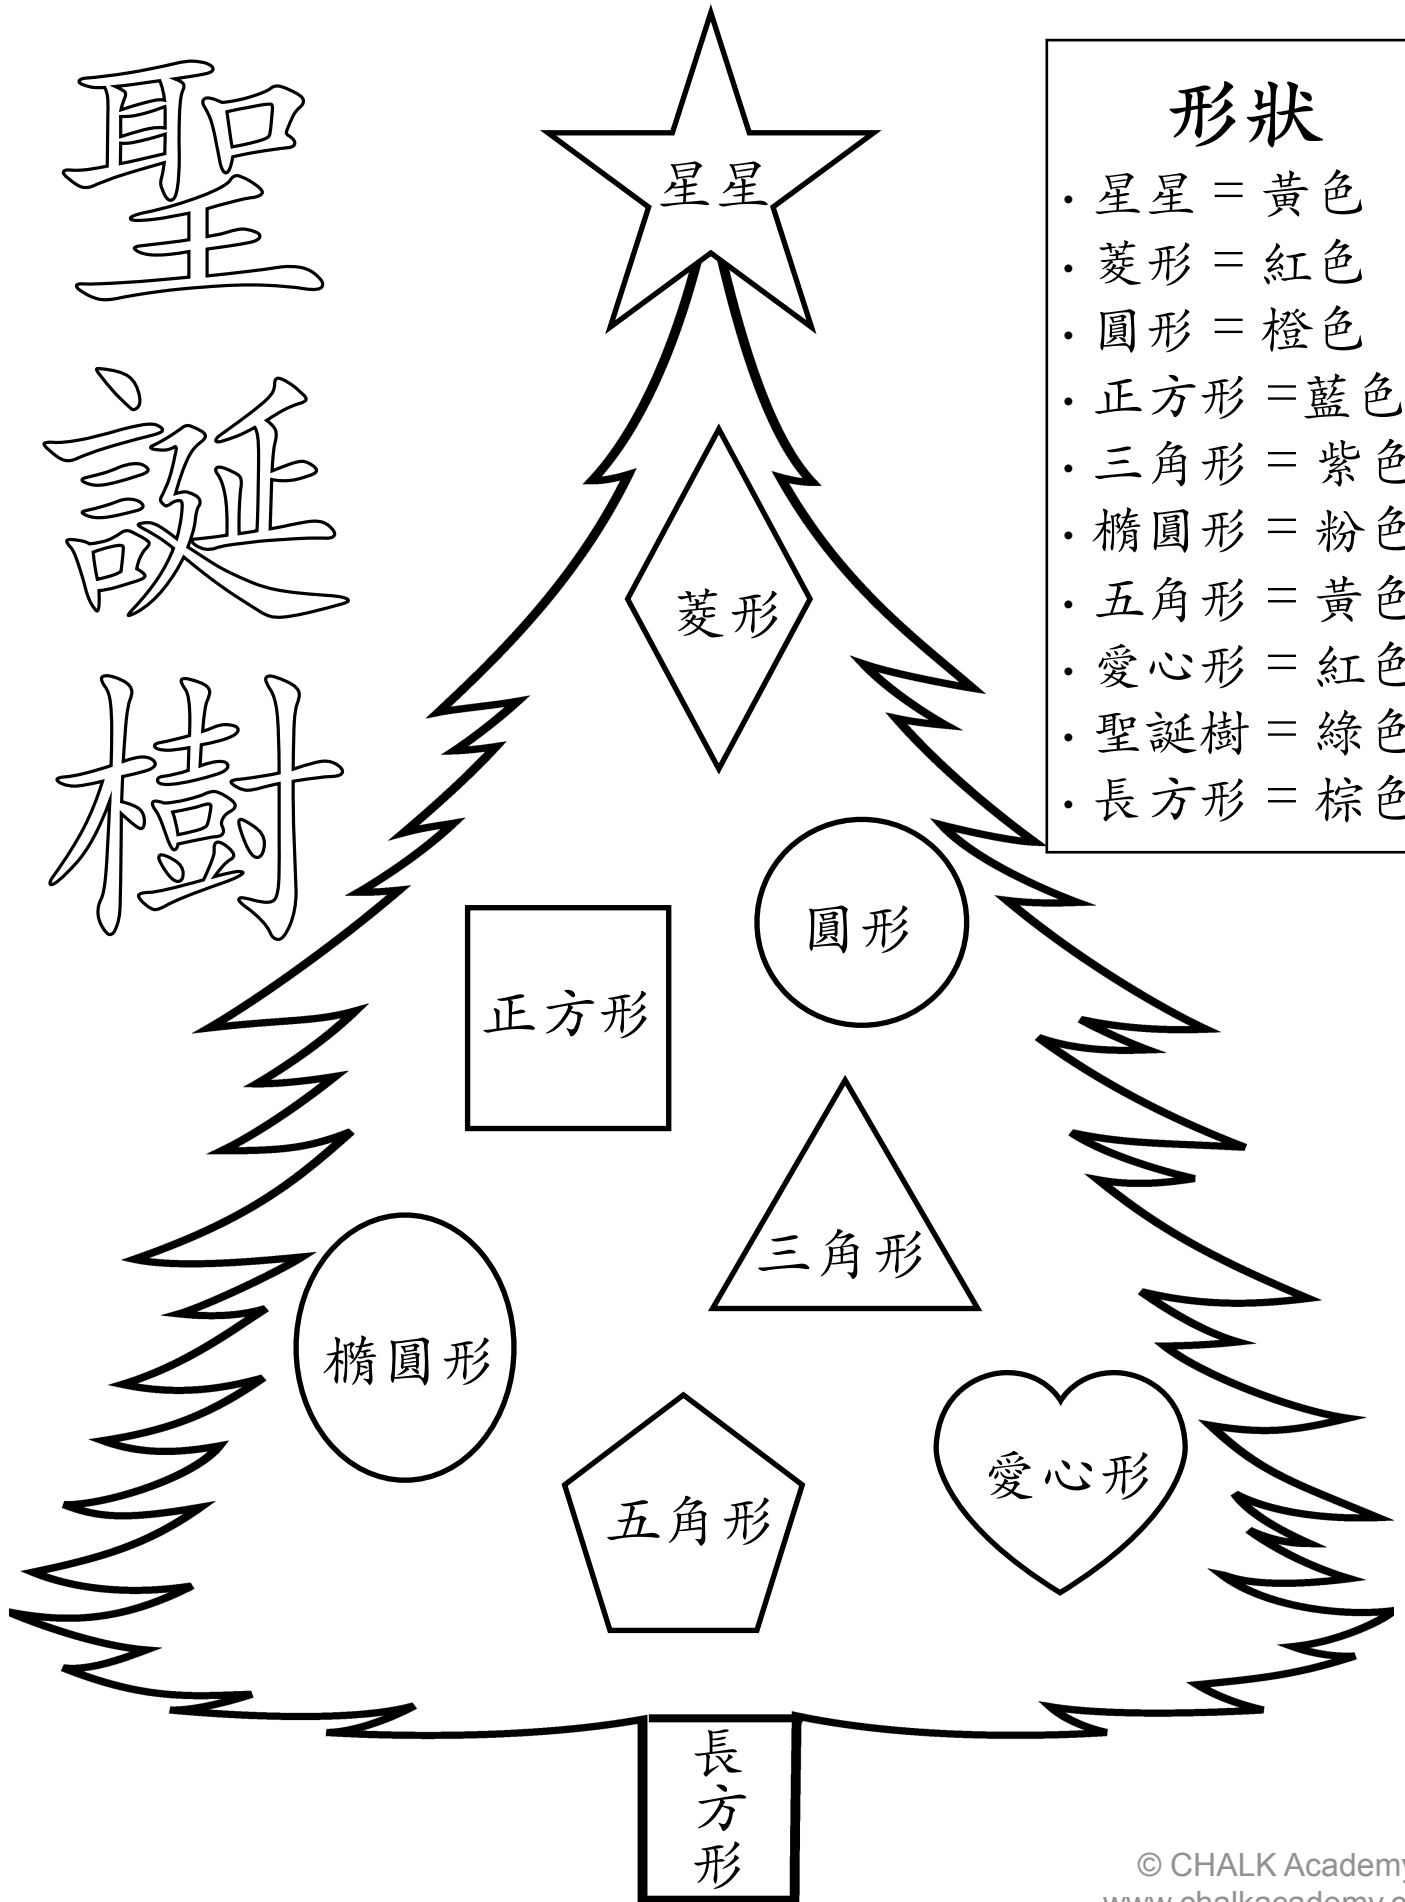 聖誕樹
形狀
• 星星 = 黃色
• 菱形 = 紅色
• 圓形 = 橙色
• 正方形 =藍色
• 三角形 = 紫色
• 橢圓形 = 粉色
• 五角形 = 黃色
• 愛心形 = 紅色
• 聖誕樹 = 綠色
• 長方形 = 棕色
星星
菱形
圓形
正方形
三角形
橢圓形
愛心形
五角形
長方形
© CHALK Academy